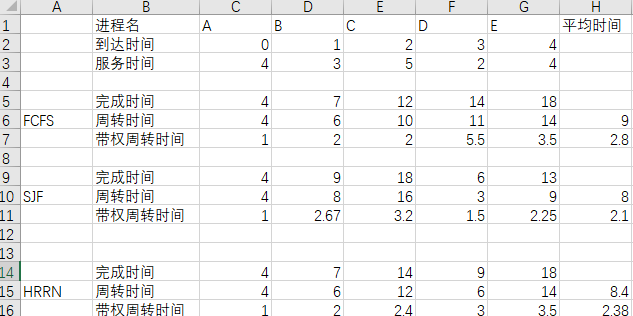 A B C D E F G H
1 进程名 A B C D E 平均时间
2 到达时间 0 1 2 3 4
3 服务时间 4 3 5 2 4
4
5 完成时间 4 7 12 14 18
6 FCFS 周转时间 4 6 10 11 14 9
7 带权周转时间 1 2 2 5.5 3.5 2.8
8
9 完成时间 4 9 18 6 13
10 SJF 周转时间 4 8 16 3 9 8
11 带权周转时间 1 2.67 3.2 1.5 2.25 2.1
12
13
14 完成时间 4 7 14 9 18
15 HRRN 周转时间 4 6 12 6 14 8.4
16 带权周转时间 1 2 2.4 3 3.5 2.38